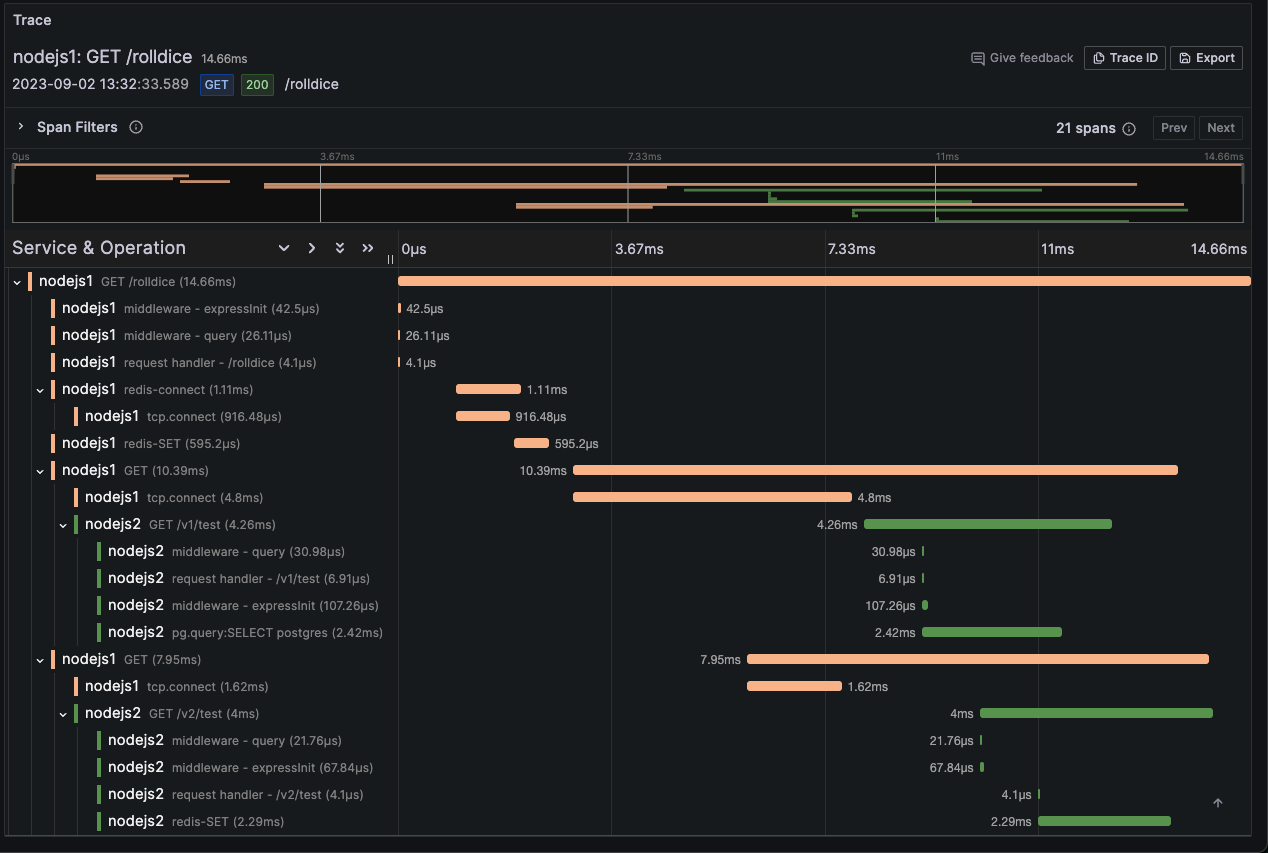 Trace
nodejs1: GET /rolldice 14.66ms
Give feedback Trace ID Export
2023-09-02 13:32:33.589 GET 200 /rolldice
Span Filters
21 spans Prev Next
0μs 3.67ms 7.33ms 11ms 14.66ms
Service & Operation 0μs 3.67ms 7.33ms 11ms 14.66ms
nodejs1 GET /rolldice (14.66ms)
nodejs1 middleware - expressInit (42.5μs) 42.5μs
nodejs1 middleware - query (26.11μs) 26.11μs
nodejs1 request handler - /rolldice (4.1μs) 4.1μs
nodejs1 redis-connect (1.11ms) 1.11ms
nodejs1 tcp.connect (916.48μs) 916.48μs
nodejs1 redis-SET (595.2μs) 595.2μs
nodejs1 GET (10.39ms) 10.39ms
nodejs1 tcp.connect (4.8ms) 4.8ms
nodejs2 GET /v1/test (4.26ms) 4.26ms
nodejs2 middleware - query (30.98μs) 30.98μs
nodejs2 request handler - /v1/test (6.91μs) 6.91μs
nodejs2 middleware - expressInit (107.26μs) 107.26μs
nodejs2 pg.query:SELECT postgres (2.42ms) 2.42ms
nodejs1 GET (7.95ms) 7.95ms
nodejs1 tcp.connect (1.62ms) 1.62ms
nodejs2 GET /v2/test (4ms) 4ms
nodejs2 middleware - query (21.76μs) 21.76μs
nodejs2 middleware - expressInit (67.84μs) 67.84μs
nodejs2 request handler - /v2/test (4.1μs) 4.1μs
nodejs2 redis-SET (2.29ms) 2.29ms